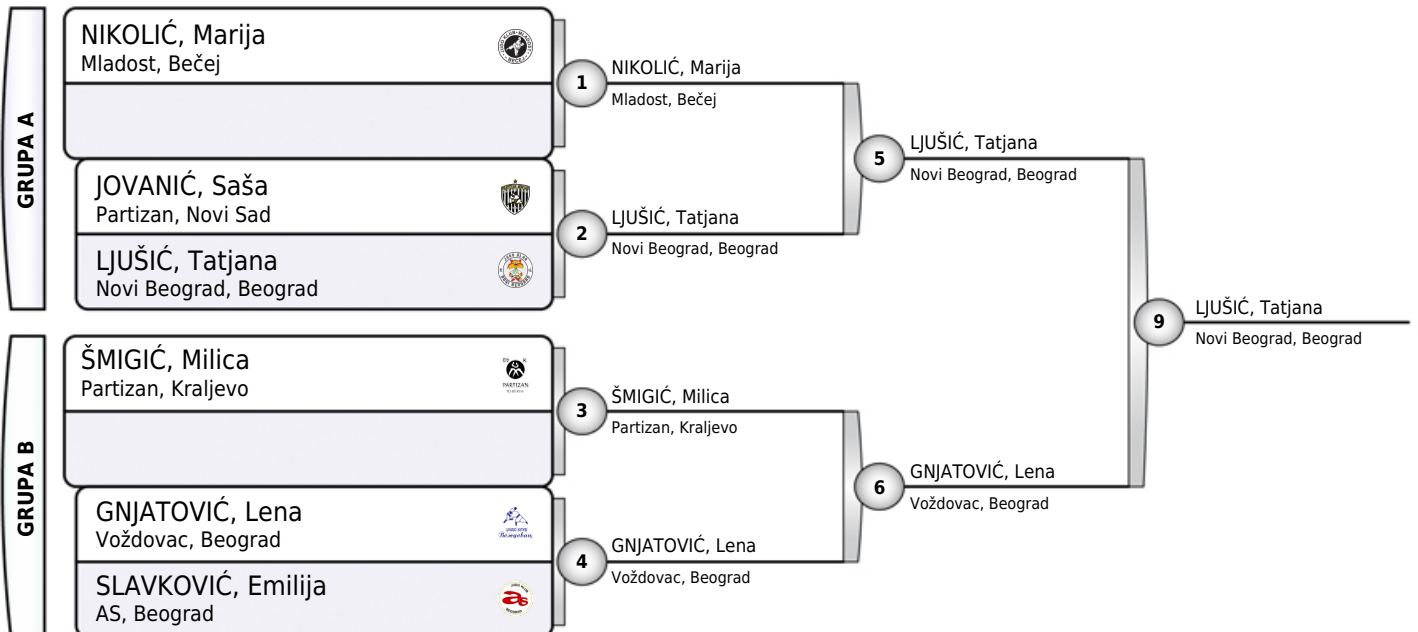 GRUPA A
NIKOLIĆ, Marija
Mladost, Bečej
JOVANIĆ, Saša
Partizan, Novi Sad
LJUŠIĆ, Tatjana
Novi Beograd, Beograd
GRUPA B
ŠMIGIĆ, Milica
Partizan, Kraljevo
PARTIZAN
GNJATOVIĆ, Lena
Voždovac, Beograd
SLAVKOVIĆ, Emilija
AS, Beograd
as
1
NIKOLIĆ, Marija
Mladost, Bečej
2
LJUŠIĆ, Tatjana
Novi Beograd, Beograd
3
ŠMIGIĆ, Milica
Partizan, Kraljevo
4
GNJATOVIĆ, Lena
Voždovac, Beograd
5
LJUŠIĆ, Tatjana
Novi Beograd, Beograd
6
GNJATOVIĆ, Lena
Voždovac, Beograd
9
LJUŠIĆ, Tatjana
Novi Beograd, Beograd